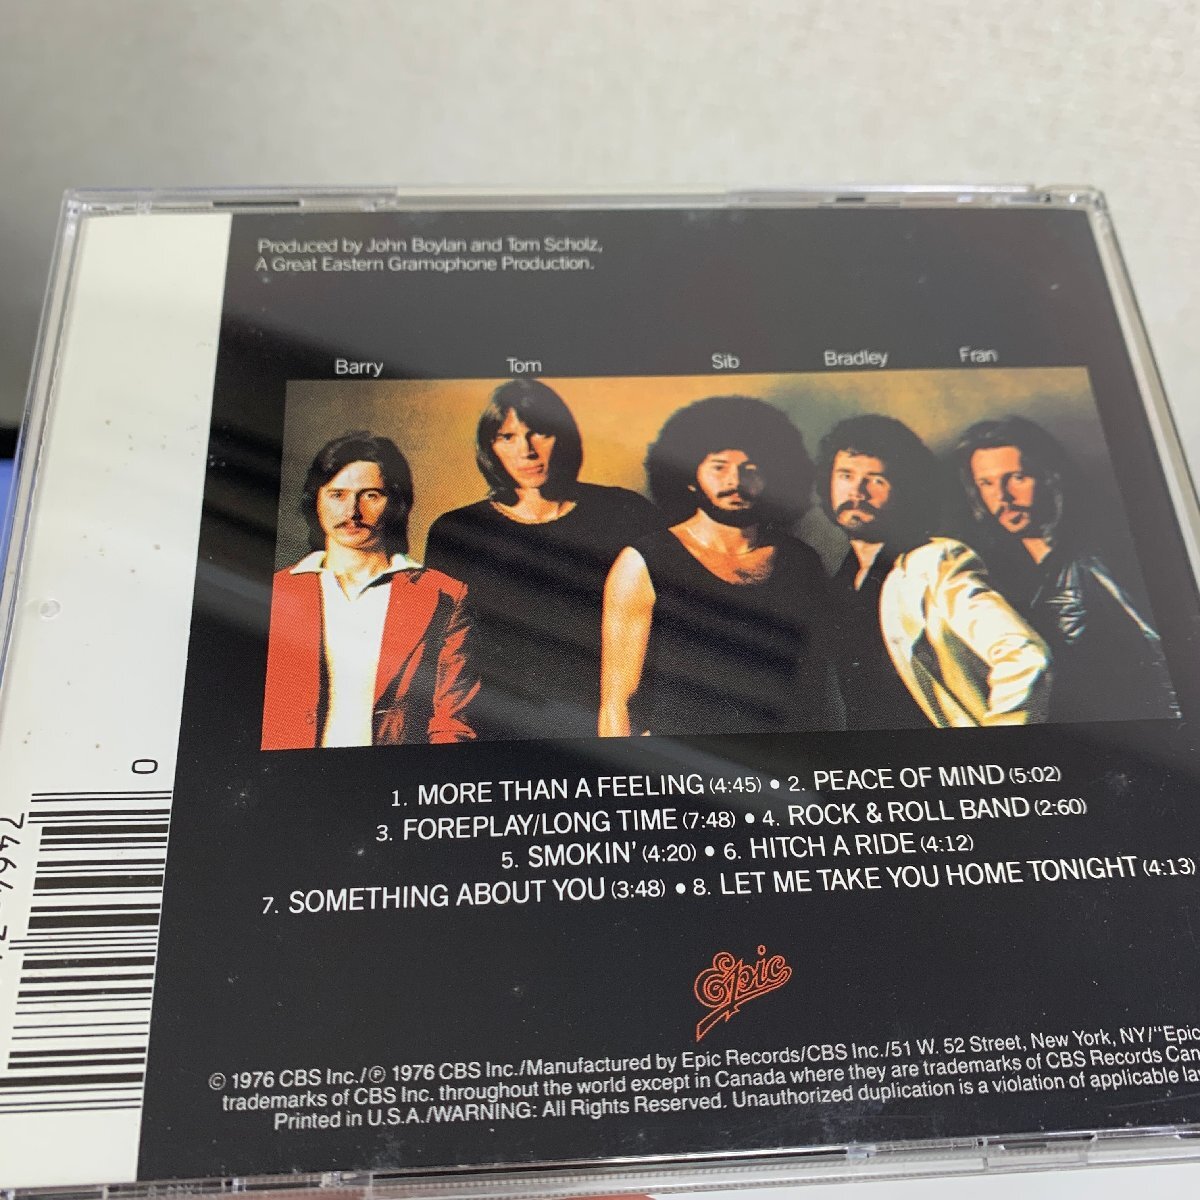 Produced by John Boylan and Tom Scholz,
A Great Eastern Gramophone Production.
Barry Tom Sib Bradley Fran
1. MORE THAN A FEELING (4:45) • 2. PEACE OF MIND (5:02)
3. FOREPLAY/LONG TIME (7:48) • 4. ROCK & ROLL BAND (2:60)
5. SMOKIN' (4:20) • 6. HITCH A RIDE (4:12)
7. SOMETHING ABOUT YOU (3:48) • 8. LET ME TAKE YOU HOME TONIGHT (4:13)
Epic
© 1976 CBS Inc./℗ 1976 CBS Inc./Manufactured by Epic Records/CBS Inc./51 W. 52 Street, New York, NY/"Epic
trademarks of CBS Inc. throughout the world except in Canada where they are trademarks of CBS Records Can
Printed in U.S.A./WARNING: All Rights Reserved. Unauthorized duplication is a violation of applicable la
0